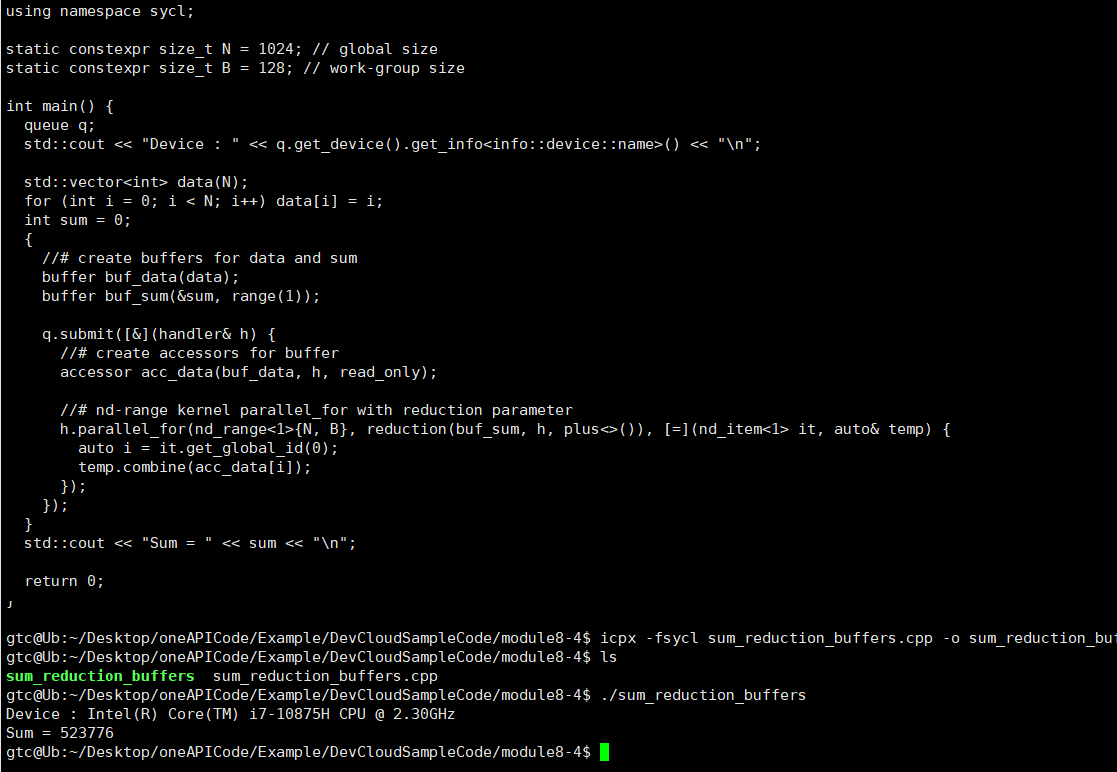 using namespace sycl;

static constexpr size_t N = 1024; // global size
static constexpr size_t B = 128; // work-group size

int main() {
  queue q;
  std::cout << "Device : " << q.get_device().get_info<info::device::name>() << "\n";

  std::vector<int> data(N);
  for (int i = 0; i < N; i++) data[i] = i;
  int sum = 0;
  {
    //# create buffers for data and sum
    buffer buf_data(data);
    buffer buf_sum(&sum, range(1));

    q.submit([&](handler& h) {
      //# create accessors for buffer
      accessor acc_data(buf_data, h, read_only);

      //# nd-range kernel parallel_for with reduction parameter
      h.parallel_for(nd_range<1>{N, B}, reduction(buf_sum, h, plus<>()), [=](nd_item<1> it, auto& temp) {
        auto i = it.get_global_id(0);
        temp.combine(acc_data[i]);
      });
    });
  }
  std::cout << "Sum = " << sum << "\n";

  return 0;

gtc@Ub:~/Desktop/oneAPICode/Example/DevCloudSampleCode/module8-4$ icpx -fsycl sum_reduction_buffers.cpp -o sum_reduction_buf
gtc@Ub:~/Desktop/oneAPICode/Example/DevCloudSampleCode/module8-4$ ls
sum_reduction_buffers  sum_reduction_buffers.cpp
gtc@Ub:~/Desktop/oneAPICode/Example/DevCloudSampleCode/module8-4$ ./sum_reduction_buffers
Device : Intel(R) Core(TM) i7-10875H CPU @ 2.30GHz
Sum = 523776
gtc@Ub:~/Desktop/oneAPICode/Example/DevCloudSampleCode/module8-4$